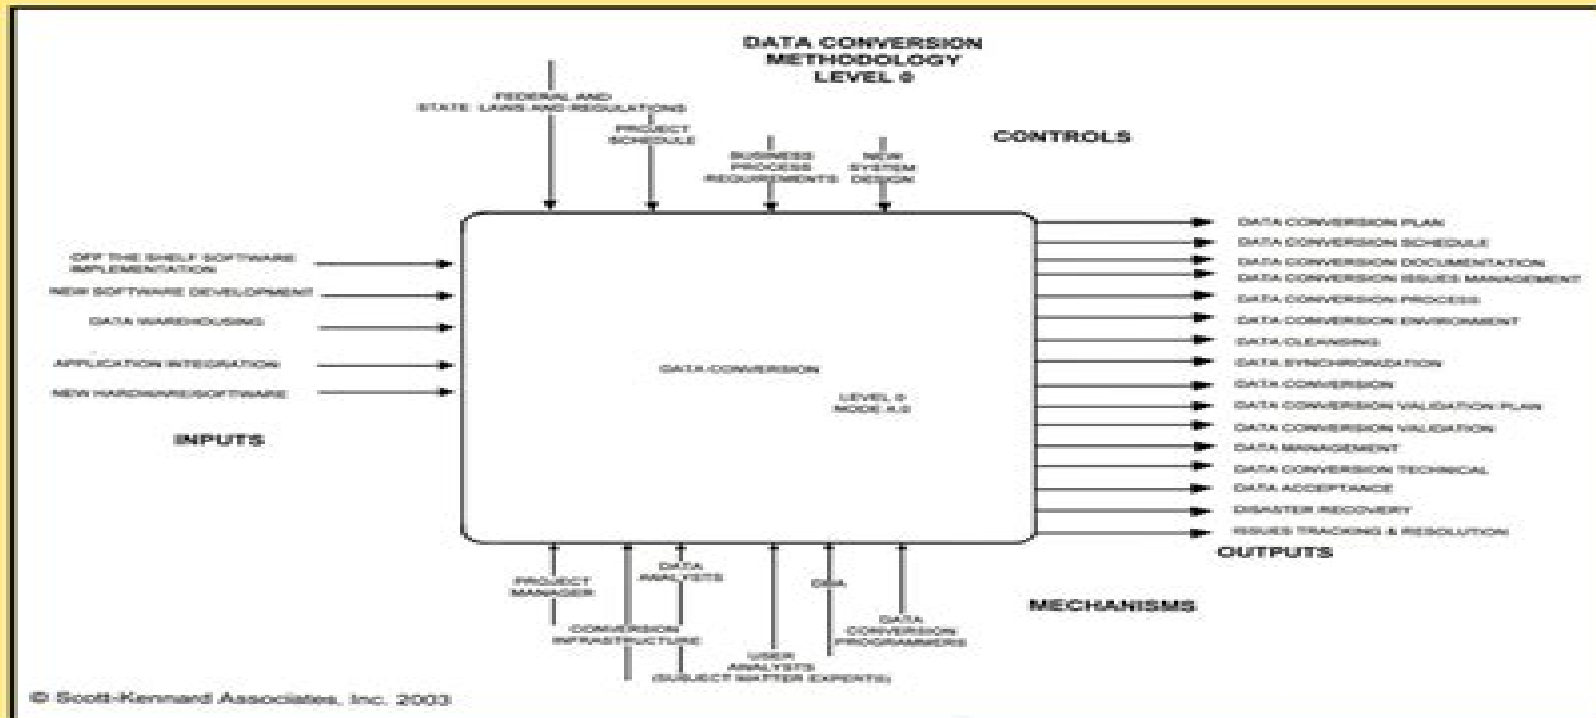 DATA CONVERSION
METHODOLOGY
LEVEL 0
FEDERAL AND
STATE LAWS AND REGULATIONS
PROJECT
SCHEDULE
BUSINESS
PROCESS
REQUIREMENTS
NEW
SYSTEM
DESIGN
CONTROLS
OFF THE SHELF SOFTWARE
IMPLEMENTATION
NEW SOFTWARE DEVELOPMENT
DATA WAREHOUSING
APPLICATION INTEGRATION
NEW HARDWARE/SOFTWARE
INPUTS
DATA CONVERSION
LEVEL 0
DATA CONVERSION PLAN
DATA CONVERSION SCHEDULE
DATA CONVERSION DOCUMENTATION
DATA CONVERSION ISSUES MANAGEMENT
DATA CONVERSION PROCESS
DATA CONVERSION ENVIRONMENT
DATA CLEANSING
DATA SYNCHRONIZATION
DATA CONVERSION
DATA CONVERSION VALIDATION PLAN
DATA CONVERSION VALIDATION
DATA MANAGEMENT
DATA CONVERSION TECHNICAL
DATA ACCEPTANCE
DISASTER RECOVERY
ISSUES TRACKING & RESOLUTION
OUTPUTS
PROJECT
MANAGER
CONVERSION
INFRASTRUCTURE
DATA
ANALYSTS
USER
ANALYSTS
(SUBJECT MATTER EXPERTS)
DBA
DATA
CONVERSION
PROGRAMMERS
MECHANISMS
© Scott-Kennard Associates, Inc. 2003